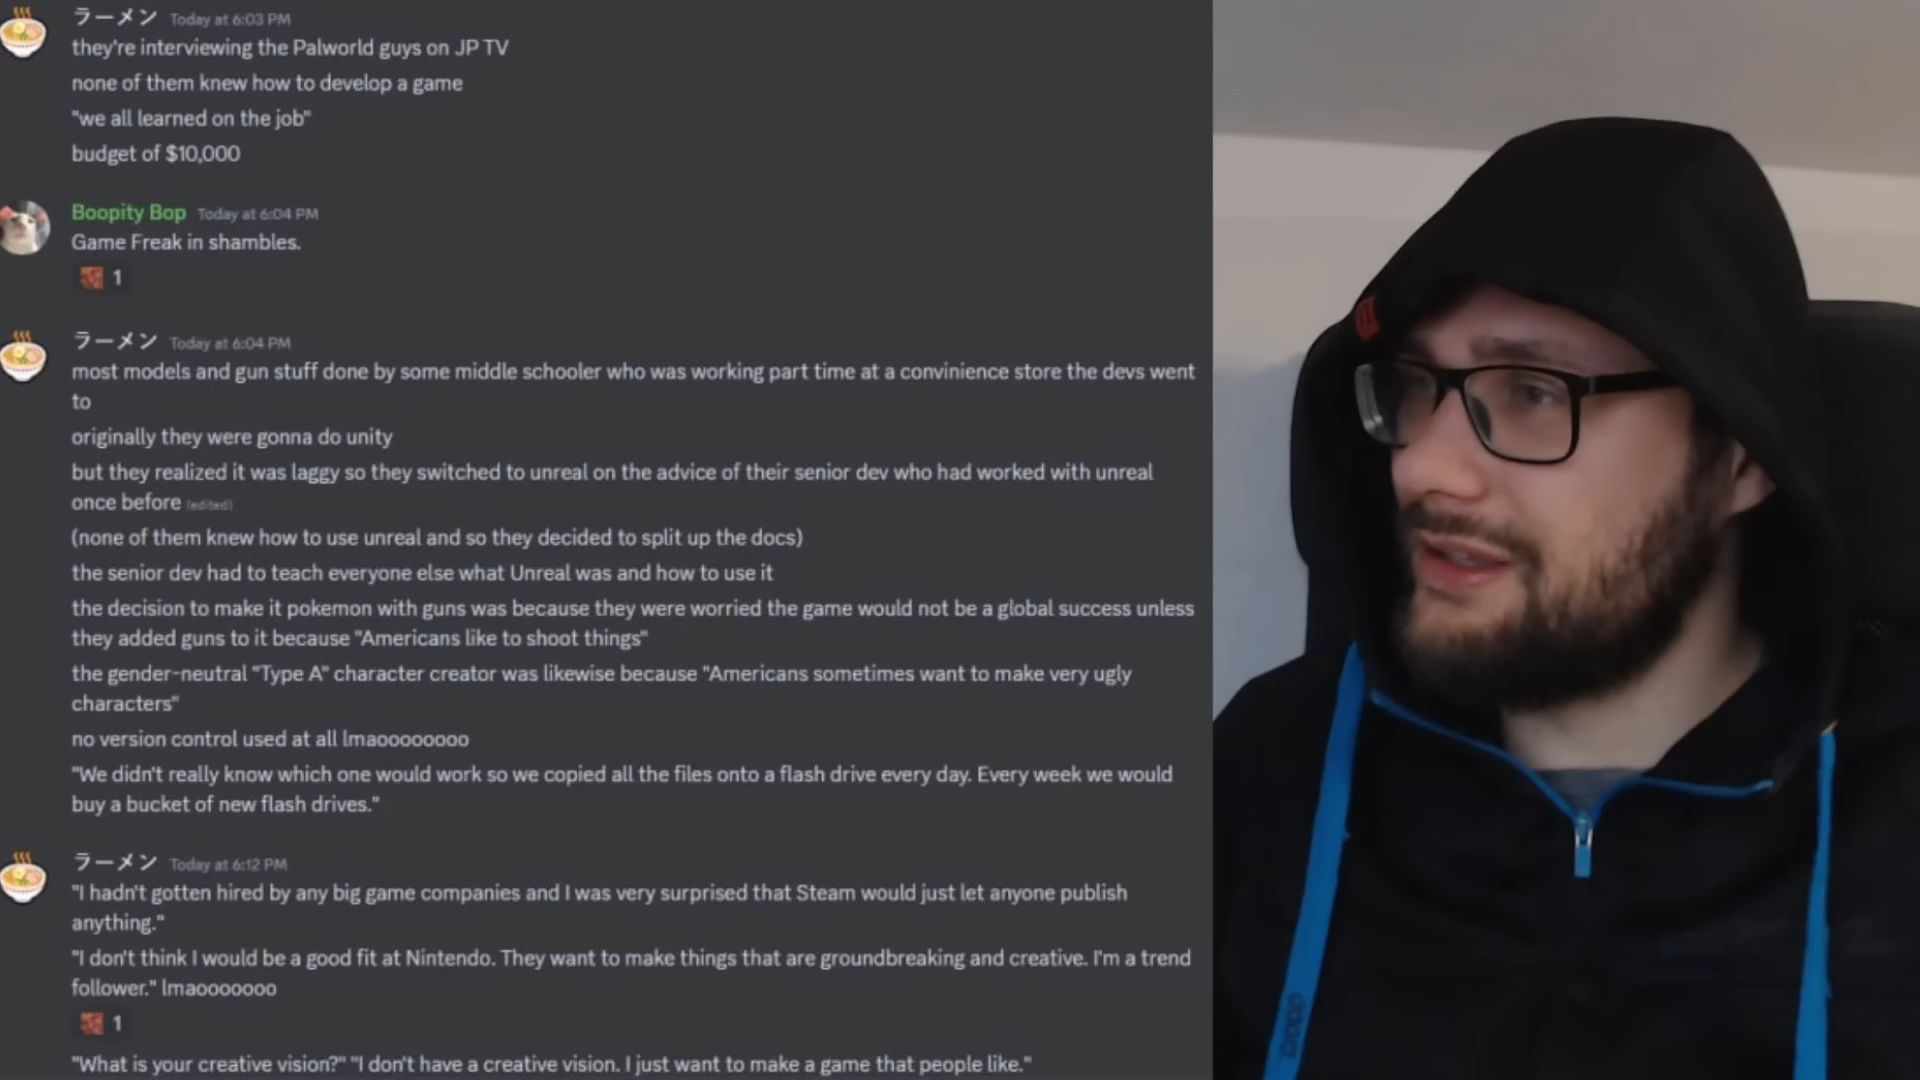 ラーメン Today at 6:03 PM
they're interviewing the Palworld guys on JP TV
none of them knew how to develop a game
"we all learned on the job"
budget of $10,000
Boopity Bop Today at 6:04 PM
Game Freak in shambles.
1
ラーメン Today at 6:04 PM
most models and gun stuff done by some middle schooler who was working part time at a convinience store the devs went
to
originally they were gonna do unity
but they realized it was laggy so they switched to unreal on the advice of their senior dev who had worked with unreal
once before (edited)
(none of them knew how to use unreal and so they decided to split up the docs)
the senior dev had to teach everyone else what Unreal was and how to use it
the decision to make it pokemon with guns was because they were worried the game would not be a global success unless
they added guns to it because "Americans like to shoot things"
the gender-neutral "Type A" character creator was likewise because "Americans sometimes want to make very ugly
characters"
no version control used at all lmaoooooooo
"We didn't really know which one would work so we copied all the files onto a flash drive every day. Every week we would
buy a bucket of new flash drives."
ラーメン Today at 6:12 PM
"I hadn't gotten hired by any big game companies and I was very surprised that Steam would just let anyone publish
anything."
"I don't think I would be a good fit at Nintendo. They want to make things that are groundbreaking and creative. I'm a trend
follower." lmaooooooo
1
"What is your creative vision?" "I don't have a creative vision. I just want to make a game that people like."